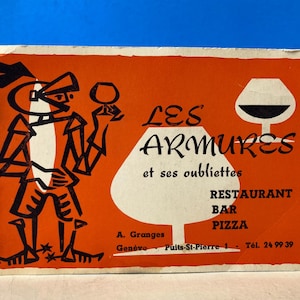 LES
ARMURES
et ses oubliettes
RESTAURANT
BAR
PIZZA
A. Granges
Genève - Puits-St-Pierre 1 - Tél. 24 99 39